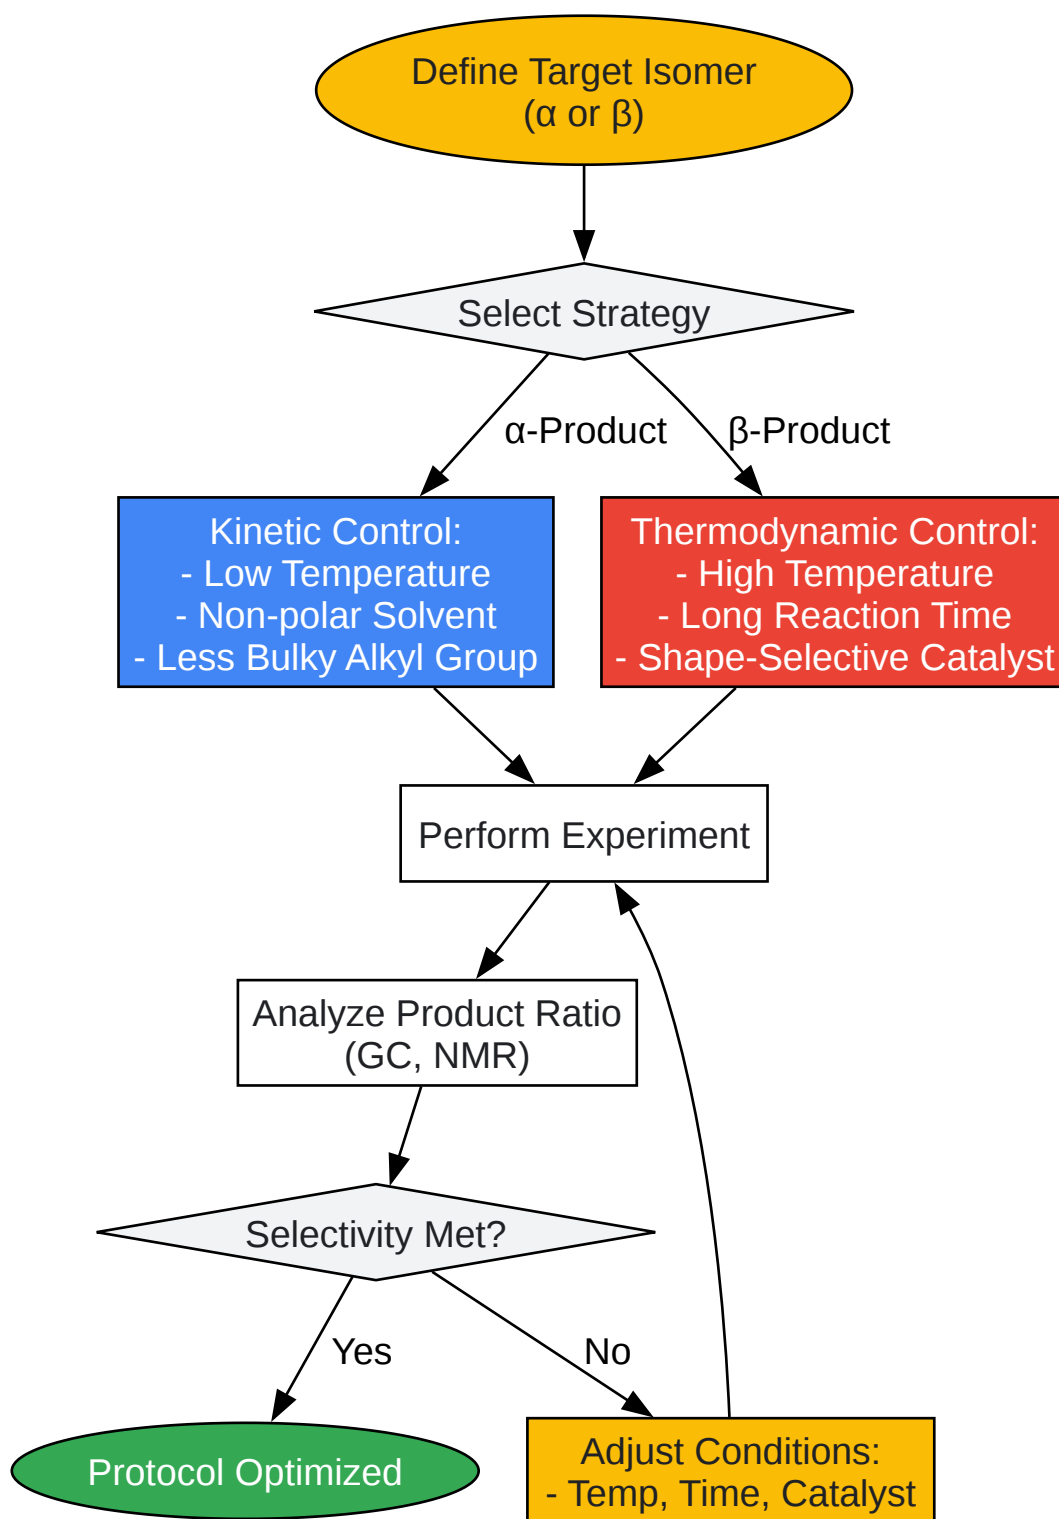 Define Target Isomer
(α or β)
Select Strategy
α-Product
β-Product
Kinetic Control:
- Low Temperature
- Non-polar Solvent
- Less Bulky Alkyl Group
Thermodynamic Control:
- High Temperature
- Long Reaction Time
- Shape-Selective Catalyst
Perform Experiment
Analyze Product Ratio
(GC, NMR)
Selectivity Met?
Yes
No
Protocol Optimized
Adjust Conditions:
- Temp, Time, Catalyst